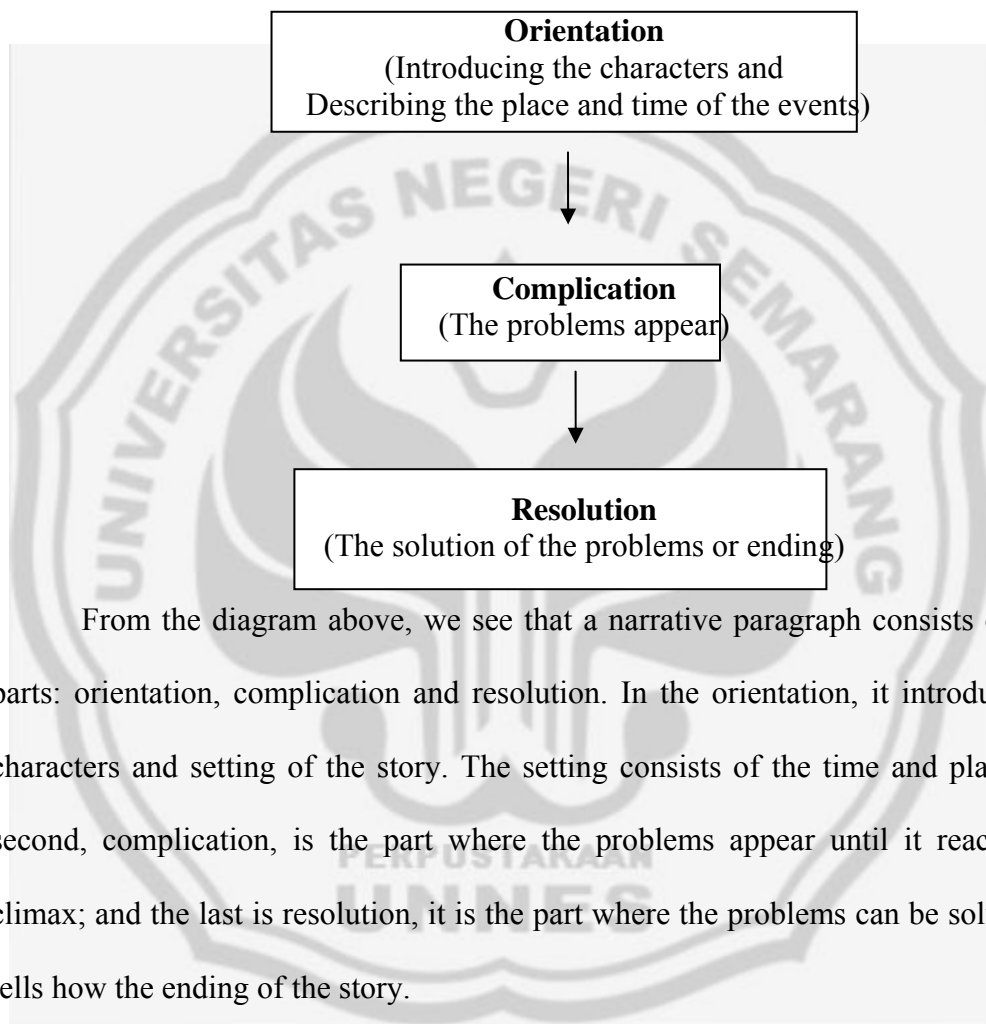 Orientation
(Introducing the characters and
Describing the place and time of the events)
UNIVERSITAS NEGERI SEMARANG
Complication
(The problems appear)
Resolution
(The solution of the problems or ending)
From the diagram above, we see that a narrative paragraph consists
parts: orientation, complication and resolution. In the orientation, it introdu
characters and setting of the story. The setting consists of the time and pla
second, complication, is the part where the problems appear until it reac
PERPUSTAKAAN
climax; and the last is resolution, it is the part where the problems can be sol
UNNES
ells how the ending of the story.